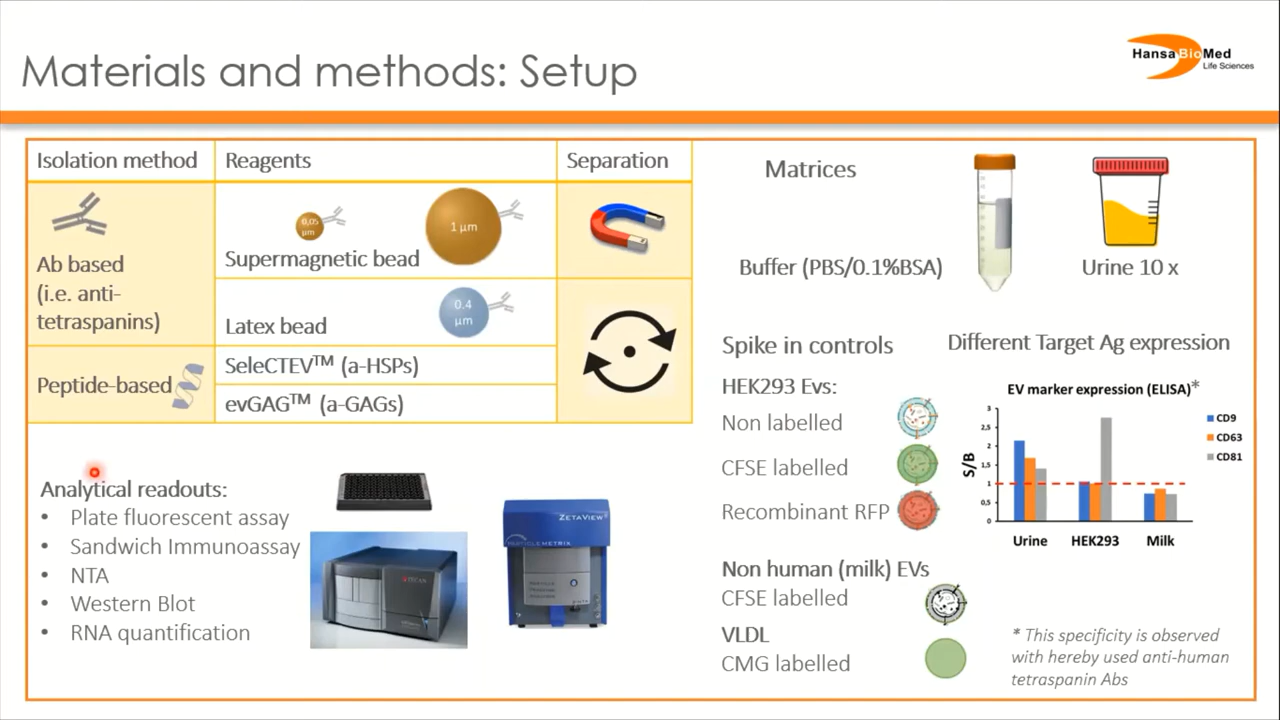 Materials and methods: Setup
HansaBioMed
Life Sciences
Isolation method
Reagents
Separation
Ab based
(i.e. anti-
tetraspanins)
0,05
µm
1 µm
Supermagnetic bead
0.4
µm
Latex bead
Peptide-based
SeleCTEV™ (a-HSPs)
evGAG™ (a-GAGs)
Analytical readouts:
• Plate fluorescent assay
• Sandwich Immunoassay
• NTA
• Western Blot
• RNA quantification
TECAN
ZETAVIEW
PARTICLE METRIX
Matrices
Buffer (PBS/0.1%BSA)
Urine 10 x
Spike in controls
HEK293 Evs:
Non labelled
CFSE labelled
Recombinant RFP
Non human (milk) EVs
CFSE labelled
VLDL
CMG labelled
Different Target Ag expression
EV marker expression (ELISA)*
S/B
3
2,5
2
1,5
1
0,5
0
Urine
HEK293
Milk
CD9
CD63
CD81
* This specificity is observed
with hereby used anti-human
tetraspanin Abs